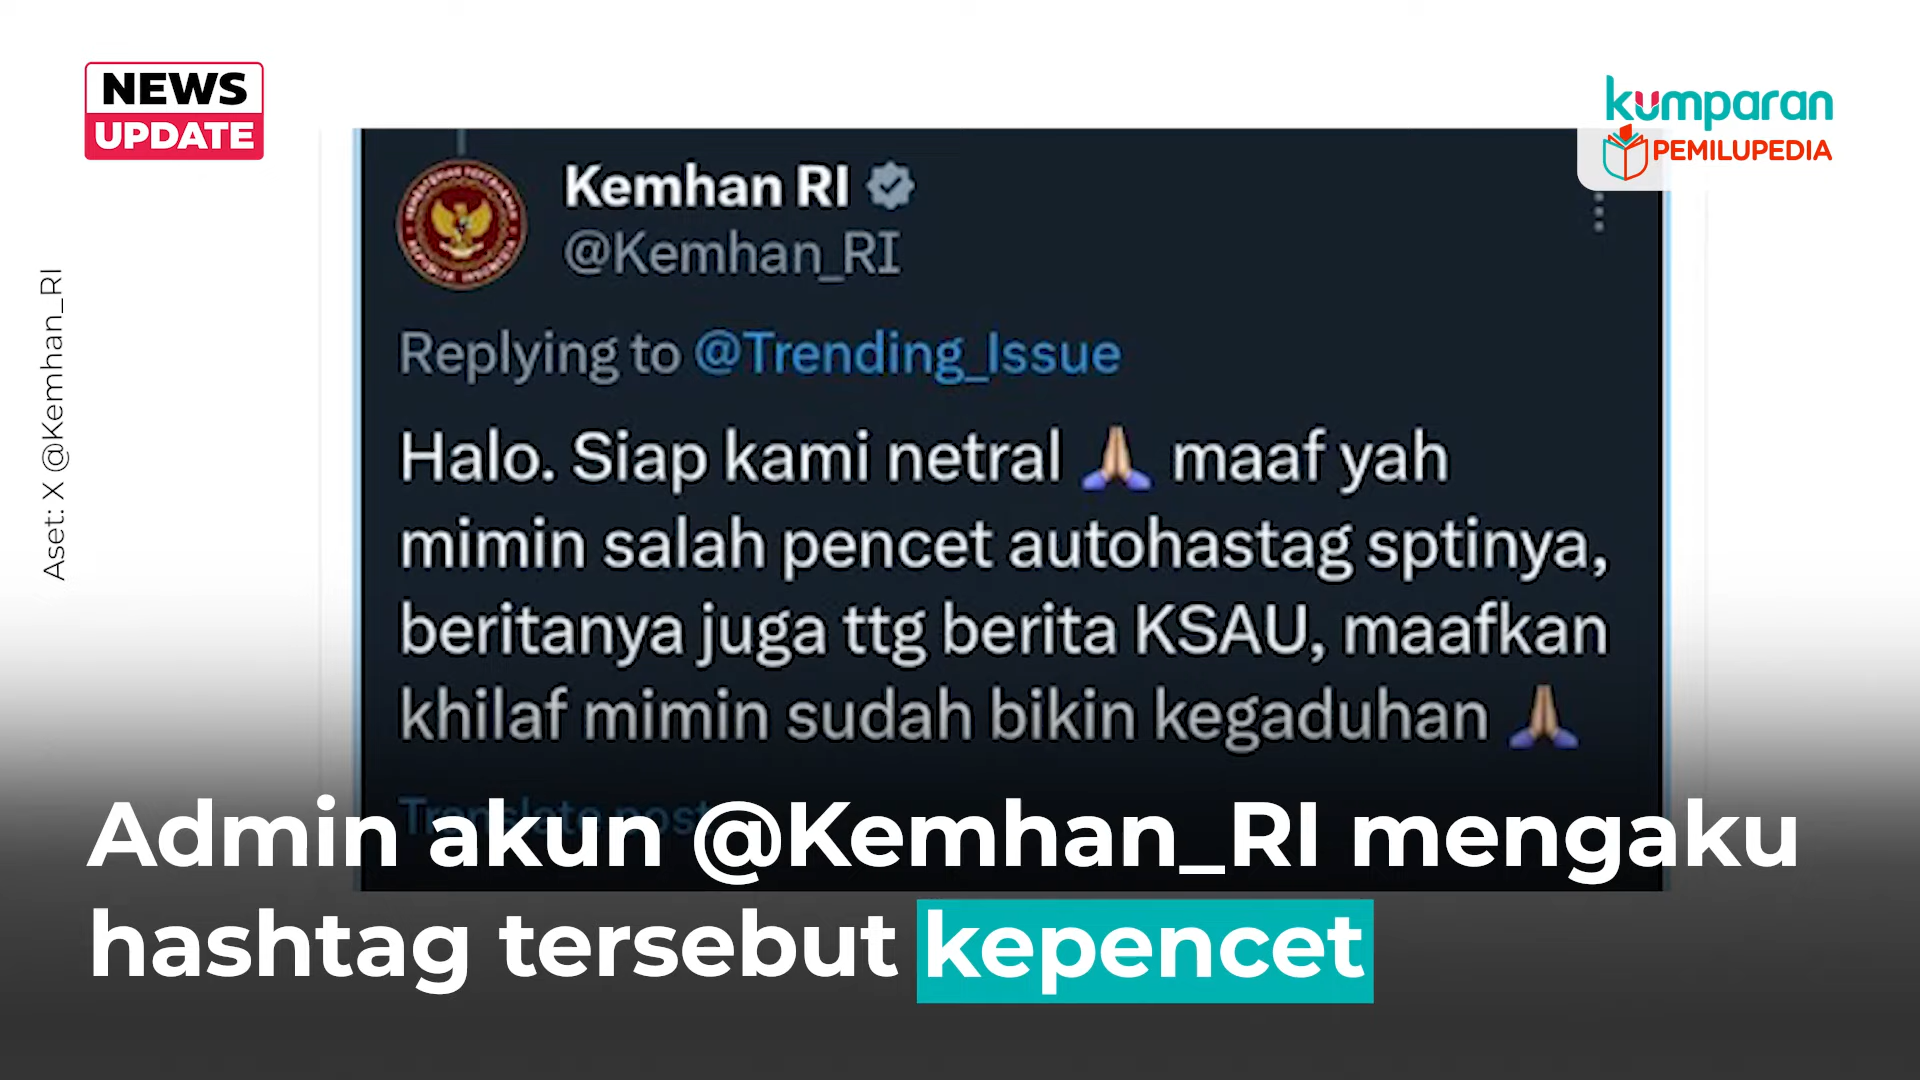 NEWS
UPDATE
kumparan
PEMILUPEDIA
Aset: X @Kemhan_RI
Kemhan RI
@Kemhan_RI
Replying to @Trending_Issue
Halo. Siap kami netral 🙏🏼 maaf yah
mimin salah pencet autohastag sptinya,
beritanya juga ttg berita KSAU, maafkan
khilaf mimin sudah bikin kegaduhan 🙏🏼
Translate post
Admin akun @Kemhan_RI mengaku
hashtag tersebut kepencet